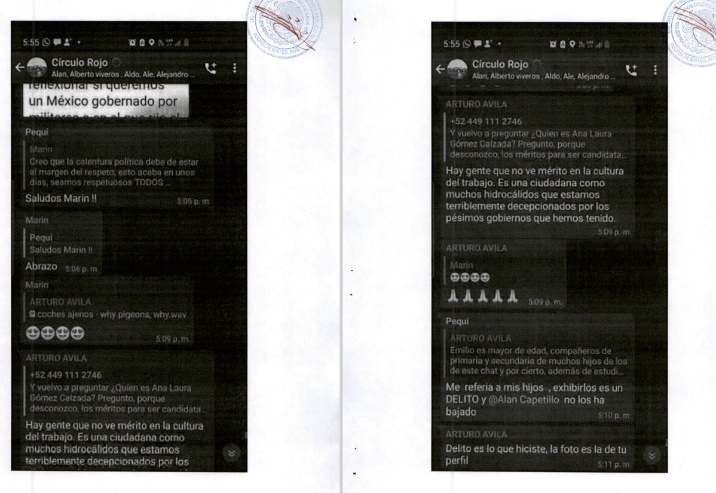 5:55
Círculo Rojo
Alan, Alberto viveros, Aldo, Ale, Alejandro ...
reflexionar si queremos
un México gobernado por
Pequi
Marin
Creo que la calentura política debe de estar
al margen del respeto, esto acaba en unos
días, seamos respetuosos TODOS ...
Saludos Marin !!
5:05 p. m.
Marin
Pequi
Saludos Marin !!
Abrazo
5:06 p. m.
Marin
ARTURO AVILA
coches ajenos - why pigeons, why.wav
5:09 p. m.
ARTURO AVILA
+52 449 111 2746
Y vuelvo a preguntar ¿Quien es Ana Laura
Gómez Calzada? Pregunto, porque
desconozco, los méritos para ser candidata...
Hay gente que no ve mérito en la cultura
del trabajo. Es una ciudadana como
muchos hidrocálidos que estamos
terriblemente decepcionados por los
5:55
Círculo Rojo
Alan, Alberto viveros, Aldo, Ale, Alejandro ...
ARTURO AVILA
+52 449 111 2746
Y vuelvo a preguntar ¿Quien es Ana Laura
Gómez Calzada? Pregunto, porque
desconozco, los méritos para ser candidata...
Hay gente que no ve mérito en la cultura
del trabajo. Es una ciudadana como
muchos hidrocálidos que estamos
terriblemente decepcionados por los
pésimos gobiernos que hemos tenido.
5:09 p. m.
ARTURO AVILA
Marin
5:09 p. m.
Pequi
ARTURO AVILA
Emilio es mayor de edad, compañeros de
primaria y secundaria de muchos hijos de los
de este chat y por cierto, además de estudi...
Me referia a mis hijos , exhibirlos es un
DELITO y @Alan Capetillo no los ha
bajado
5:10 p. m.
ARTURO AVILA
Delito es lo que hiciste, la foto es la de tu
perfil
5:11 p. m.